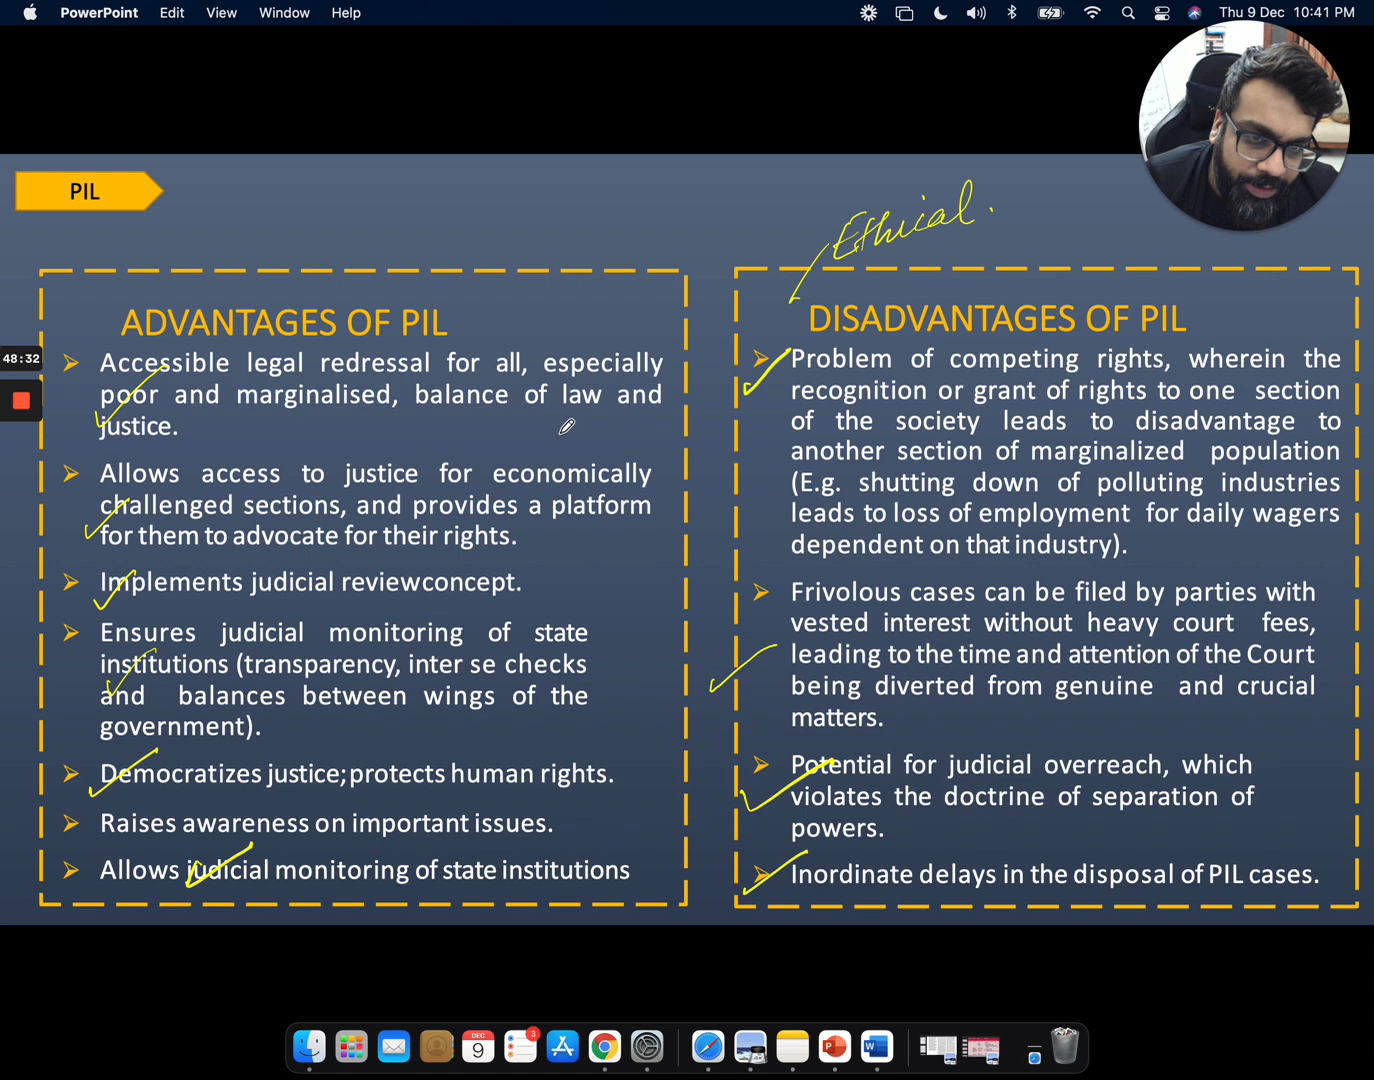 PowerPoint Edit View Window Help Thu 9 Dec 10:41 PM
PIL
Ethical.
ADVANTAGES OF PIL
Accessible legal redressal for all, especially
poor and marginalised, balance of law and
justice.
Allows access to justice for economically
challenged sections, and provides a platform
for them to advocate for their rights.
Implements judicial reviewconcept.
Ensures judicial monitoring of state
institutions (transparency, inter se checks
and balances between wings of the
government).
Democratizes justice;protects human rights.
Raises awareness on important issues.
Allows judicial monitoring of state institutions
DISADVANTAGES OF PIL
Problem of competing rights, wherein the
recognition or grant of rights to one section
of the society leads to disadvantage to
another section of marginalized population
(E.g. shutting down of polluting industries
leads to loss of employment for daily wagers
dependent on that industry).
Frivolous cases can be filed by parties with
vested interest without heavy court fees,
leading to the time and attention of the Court
being diverted from genuine and crucial
matters.
Potential for judicial overreach, which
violates the doctrine of separation of
powers.
Inordinate delays in the disposal of PIL cases.
48:32
DEC
9
3